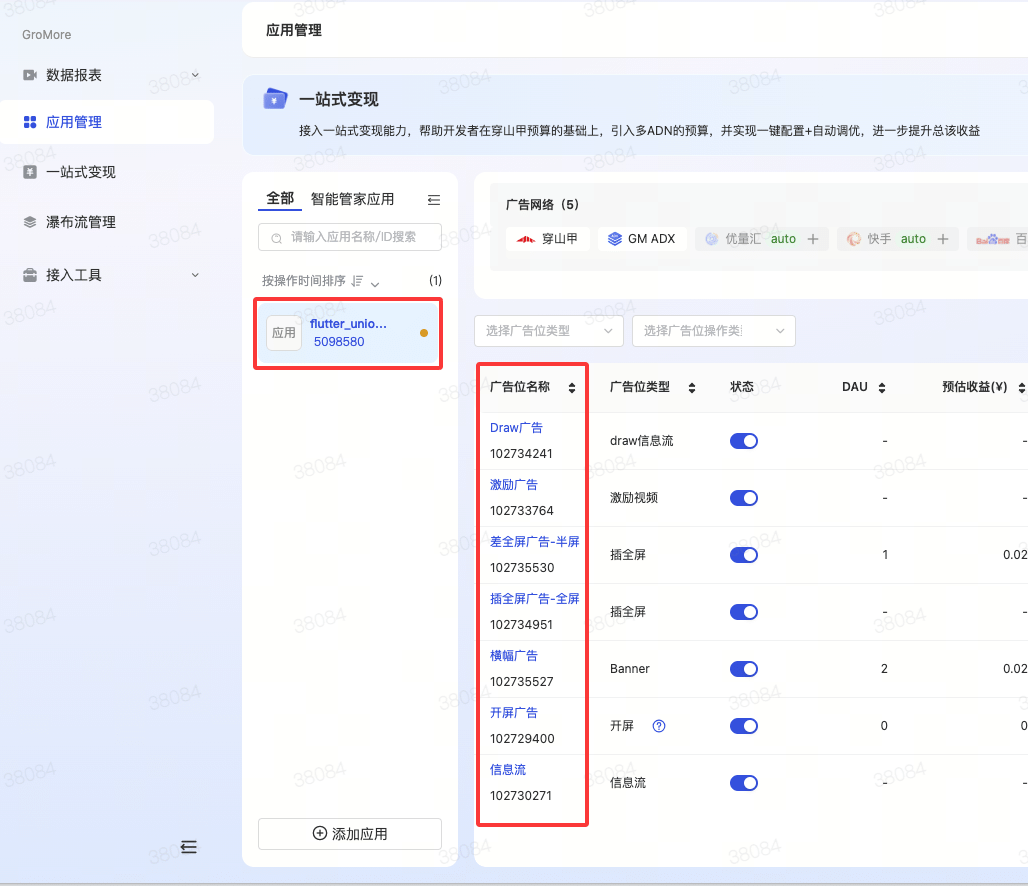 GroMore
数据报表
应用管理
一站式变现
瀑布流管理
接入工具
应用管理
一站式变现
接入一站式变现能力，帮助开发者在穿山甲预算的基础上，引入多ADN的预算，并实现一键配置+自动调优，进一步提升总该收益
全部 智能管家应用
请输入应用名称/ID搜索
按操作时间排序 (1)
应用
flutter_unio...
5098580
添加应用
广告网络（5）
穿山甲 GM ADX 优量汇 auto 快手 auto Bai du 百
选择广告位类型 选择广告位操作类
广告位名称 广告位类型 状态 DAU 预估收益(¥)
Draw广告
102734241
draw信息流 - -
激励广告
102733764
激励视频 - -
差全屏广告-半屏
102735530
插全屏 1 0.02
插全屏广告-全屏
102734951
插全屏 - -
横幅广告
102735527
Banner 2 0.02
开屏广告
102729400
开屏 0 0
信息流
102730271
信息流 - -
38084